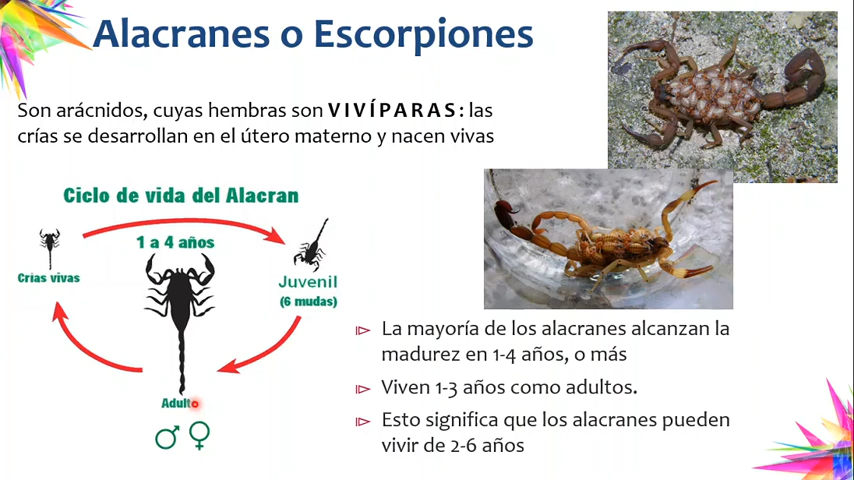 Alacranes o Escorpiones
Son arácnidos, cuyas hembras son VIVÍPARAS: las
crías se desarrollan en el útero materno y nacen vivas
Ciclo de vida del Alacran
1 a 4 años
Crías vivas
Juvenil
(6 mudas)
Adulto
La mayoría de los alacranes alcanzan la
madurez en 1-4 años, o más
Viven 1-3 años como adultos.
Esto significa que los alacranes pueden
vivir de 2-6 años